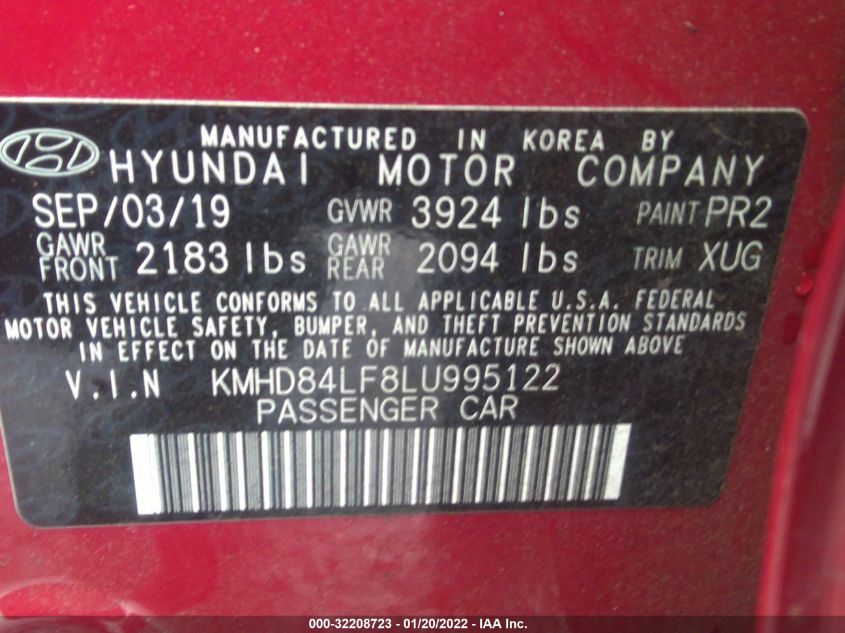 MANUFACTURED IN KOREA BY
HYUNDAI MOTOR COMPANY
SEP/03/19 GVWR 3924 lbs PAINT PR2
GAWR FRONT 2183 lbs GAWR REAR 2094 lbs TRIM XUG
THIS VEHICLE CONFORMS TO ALL APPLICABLE U.S.A. FEDERAL
MOTOR VEHICLE SAFETY, BUMPER, AND THEFT PREVENTION STANDARDS
IN EFFECT ON THE DATE OF MANUFACTURE SHOWN ABOVE
V.I.N KMHD84LF8LU995122
PASSENGER CAR
000-32208723 - 01/20/2022 - IAA Inc.